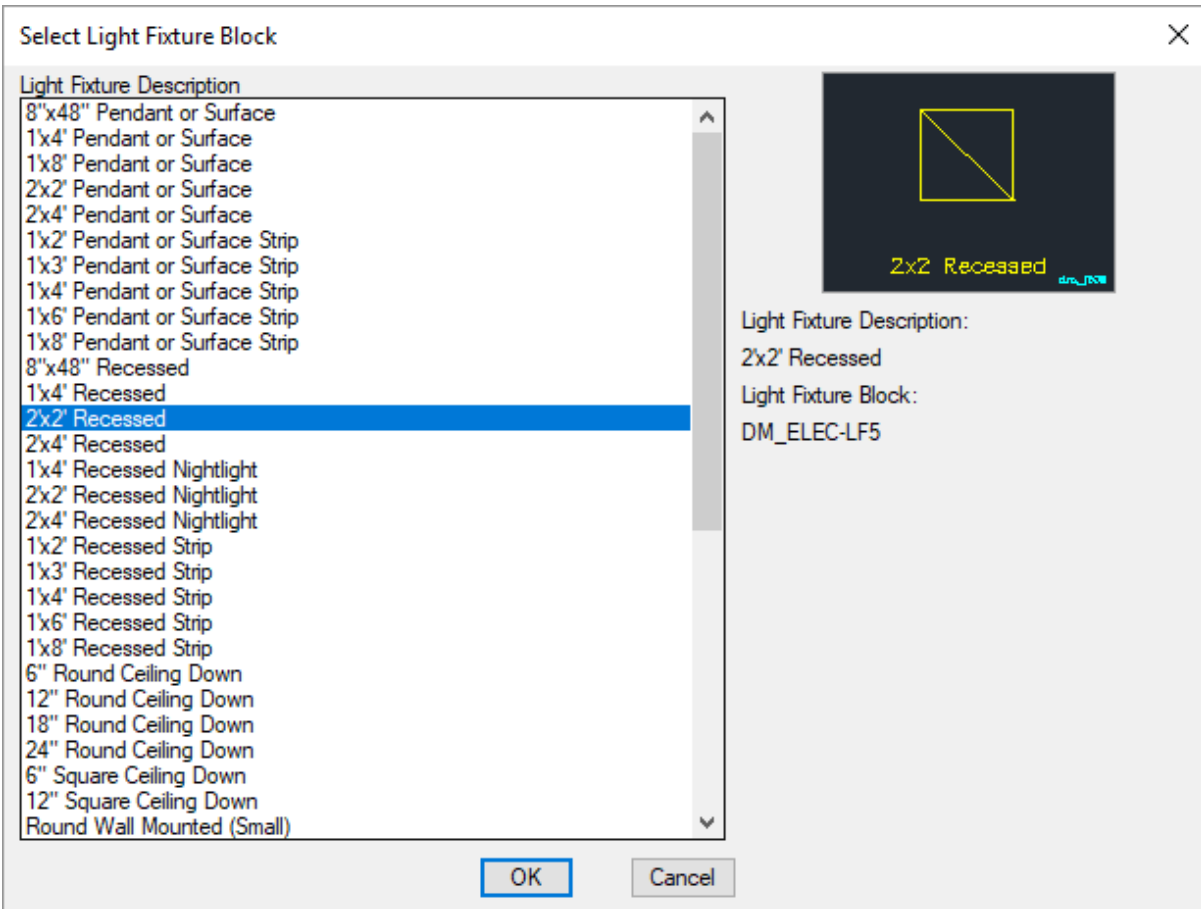 Select Light Fixture Block
Light Fixture Description
8"x48" Pendant or Surface
1'x4' Pendant or Surface
1'x8' Pendant or Surface
2'x2' Pendant or Surface
2'x4' Pendant or Surface
1'x2' Pendant or Surface Strip
1'x3' Pendant or Surface Strip
1'x4' Pendant or Surface Strip
1'x6' Pendant or Surface Strip
1'x8' Pendant or Surface Strip
8"x48" Recessed
1'x4' Recessed
2'x2' Recessed
2'x4' Recessed
1'x4' Recessed Nightlight
2'x2' Recessed Nightlight
2'x4' Recessed Nightlight
1'x2' Recessed Strip
1'x3' Recessed Strip
1'x4' Recessed Strip
1'x6' Recessed Strip
1'x8' Recessed Strip
6" Round Ceiling Down
12" Round Ceiling Down
18" Round Ceiling Down
24" Round Ceiling Down
6" Square Ceiling Down
12" Square Ceiling Down
Round Wall Mounted (Small)
2x2 Recessed
Light Fixture Description:
2'x2' Recessed
Light Fixture Block:
DM_ELEC-LF5
OK
Cancel